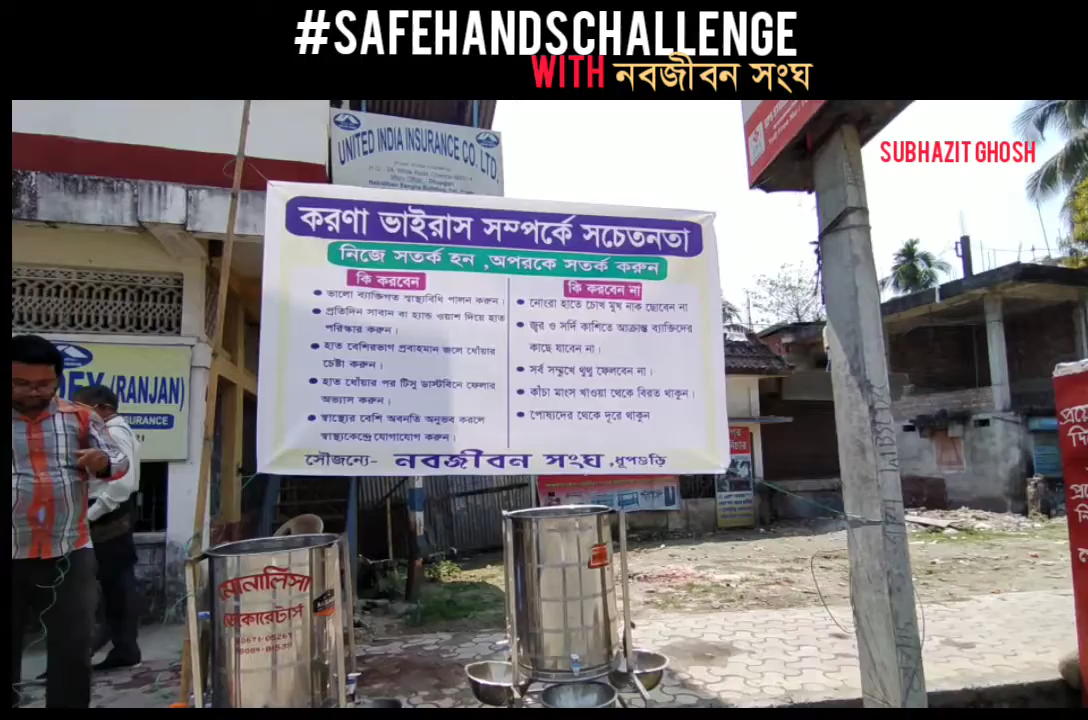 #SAFEHANDSCHALLENGE
WITH নবজীবন সংঘ
SUBHAZIT GHOSH
UNITED INDIA INSURANCE CO. LTD.
করণা ভাইরাস সম্পর্কে সচেতনতা
নিজে সতর্ক হন ,অপরকে সতর্ক করুন
কি করবেন
ভালো ব্যাক্তিগত স্বাস্থ্যবিধি পালন করুন ।
প্রতিদিন সাবান বা হ্যান্ড ওয়াশ দিয়ে হাত
পরিস্কার করুন ।
হাত বেশিরভাগ প্রবাহমান জলে ধোঁয়ার
চেষ্টা করুন ।
হাত ধোঁয়ার পর টিসু ডাস্টবিনে ফেলার
অভ্যাস করুন ।
স্বাস্থ্যের বেশি অবনতি অনুভব করলে
স্বাস্থ্যকেন্দ্রে যোগাযোগ করুন ।
কি করবেন না
নোংরা হাতে চোখ মুখ নাক ছোবেন না
জ্বর ও সর্দি কাশিতে আক্রান্ত ব্যাক্তিদের
কাছে যাবেন না ।
সর্ব সম্মুখে থুথু ফেলবেন না ।
কাঁচা মাংস খাওয়া থেকে বিরত থাকুন ।
পোষ্যদের থেকে দূরে থাকুন
সৌজন্যে- নবজীবন সংঘ ,ধূপগুড়ি
(RANJAN)
INSURANCE
মোনালিসা
ডেকোরেটার্স